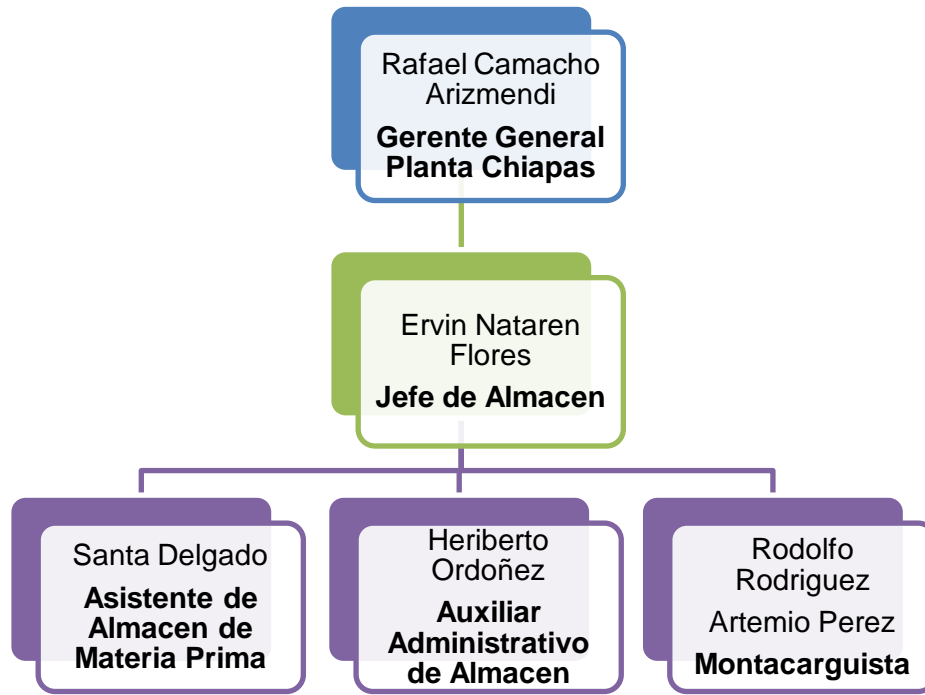 Rafael Camacho
Arizmendi
Gerente General
Planta Chiapas
Ervin Nataren
Flores
Jefe de Almacen
Santa Delgado
Asistente de
Almacen de
Materia Prima
Heriberto
Ordoñez
Auxiliar
Administrativo
de Almacen
Rodolfo
Rodriguez
Artemio Perez
Montacarguista